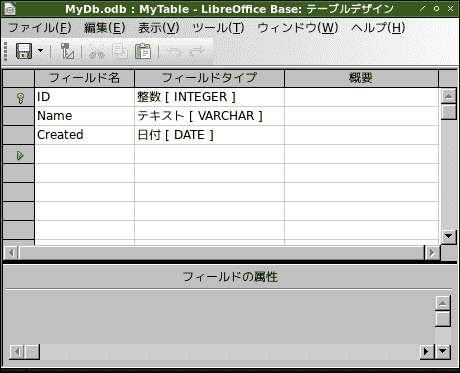 MyDb.odb : MyTable - LibreOffice Base: テーブルデザイン
ファイル(F) 編集(E) 表示(V) ツール(T) ウィンドウ(W) ヘルプ(H)
フィールド名 フィールドタイプ 概要
ID 整数 [ INTEGER ]
Name テキスト [ VARCHAR ]
Created 日付 [ DATE ]
フィールドの属性